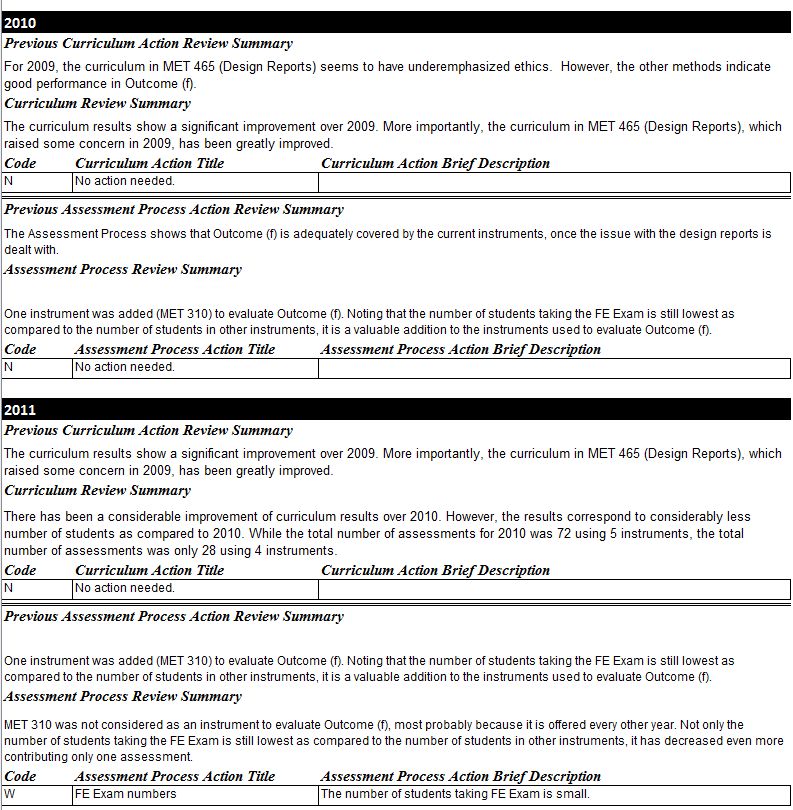 2010
Previous Curriculum Action Review Summary
For 2009, the curriculum in MET 465 (Design Reports) seems to have underemphasized ethics.  However, the other methods indicate
good performance in Outcome (f).
Curriculum Review Summary
The curriculum results show a significant improvement over 2009. More importantly, the curriculum in MET 465 (Design Reports), which
raised some concern in 2009, has been greatly improved.
Code Curriculum Action Title Curriculum Action Brief Description
N No action needed.
Previous Assessment Process Action Review Summary
The Assessment Process shows that Outcome (f) is adequately covered by the current instruments, once the issue with the design reports is
dealt with.
Assessment Process Review Summary
One instrument was added (MET 310) to evaluate Outcome (f). Noting that the number of students taking the FE Exam is still lowest as
compared to the number of students in other instruments, it is a valuable addition to the instruments used to evaluate Outcome (f).
Code Assessment Process Action Title Assessment Process Action Brief Description
N No action needed.
2011
Previous Curriculum Action Review Summary
The curriculum results show a significant improvement over 2009. More importantly, the curriculum in MET 465 (Design Reports), which
raised some concern in 2009, has been greatly improved.
Curriculum Review Summary
There has been a considerable improvement of curriculum results over 2010. However, the results correspond to considerably less
number of students as compared to 2010. While the total number of assessments for 2010 was 72 using 5 instruments, the total
number of assessments was only 28 using 4 instruments.
Code Curriculum Action Title Curriculum Action Brief Description
N No action needed.
Previous Assessment Process Action Review Summary
One instrument was added (MET 310) to evaluate Outcome (f). Noting that the number of students taking the FE Exam is still lowest as
compared to the number of students in other instruments, it is a valuable addition to the instruments used to evaluate Outcome (f).
Assessment Process Review Summary
MET 310 was not considered as an instrument to evaluate Outcome (f), most probably because it is offered every other year. Not only the
number of students taking the FE Exam is still lowest as compared to the number of students in other instruments, it has decreased even more
contributing only one assessment.
Code Assessment Process Action Title Assessment Process Action Brief Description
W FE Exam numbers The number of students taking FE Exam is small.